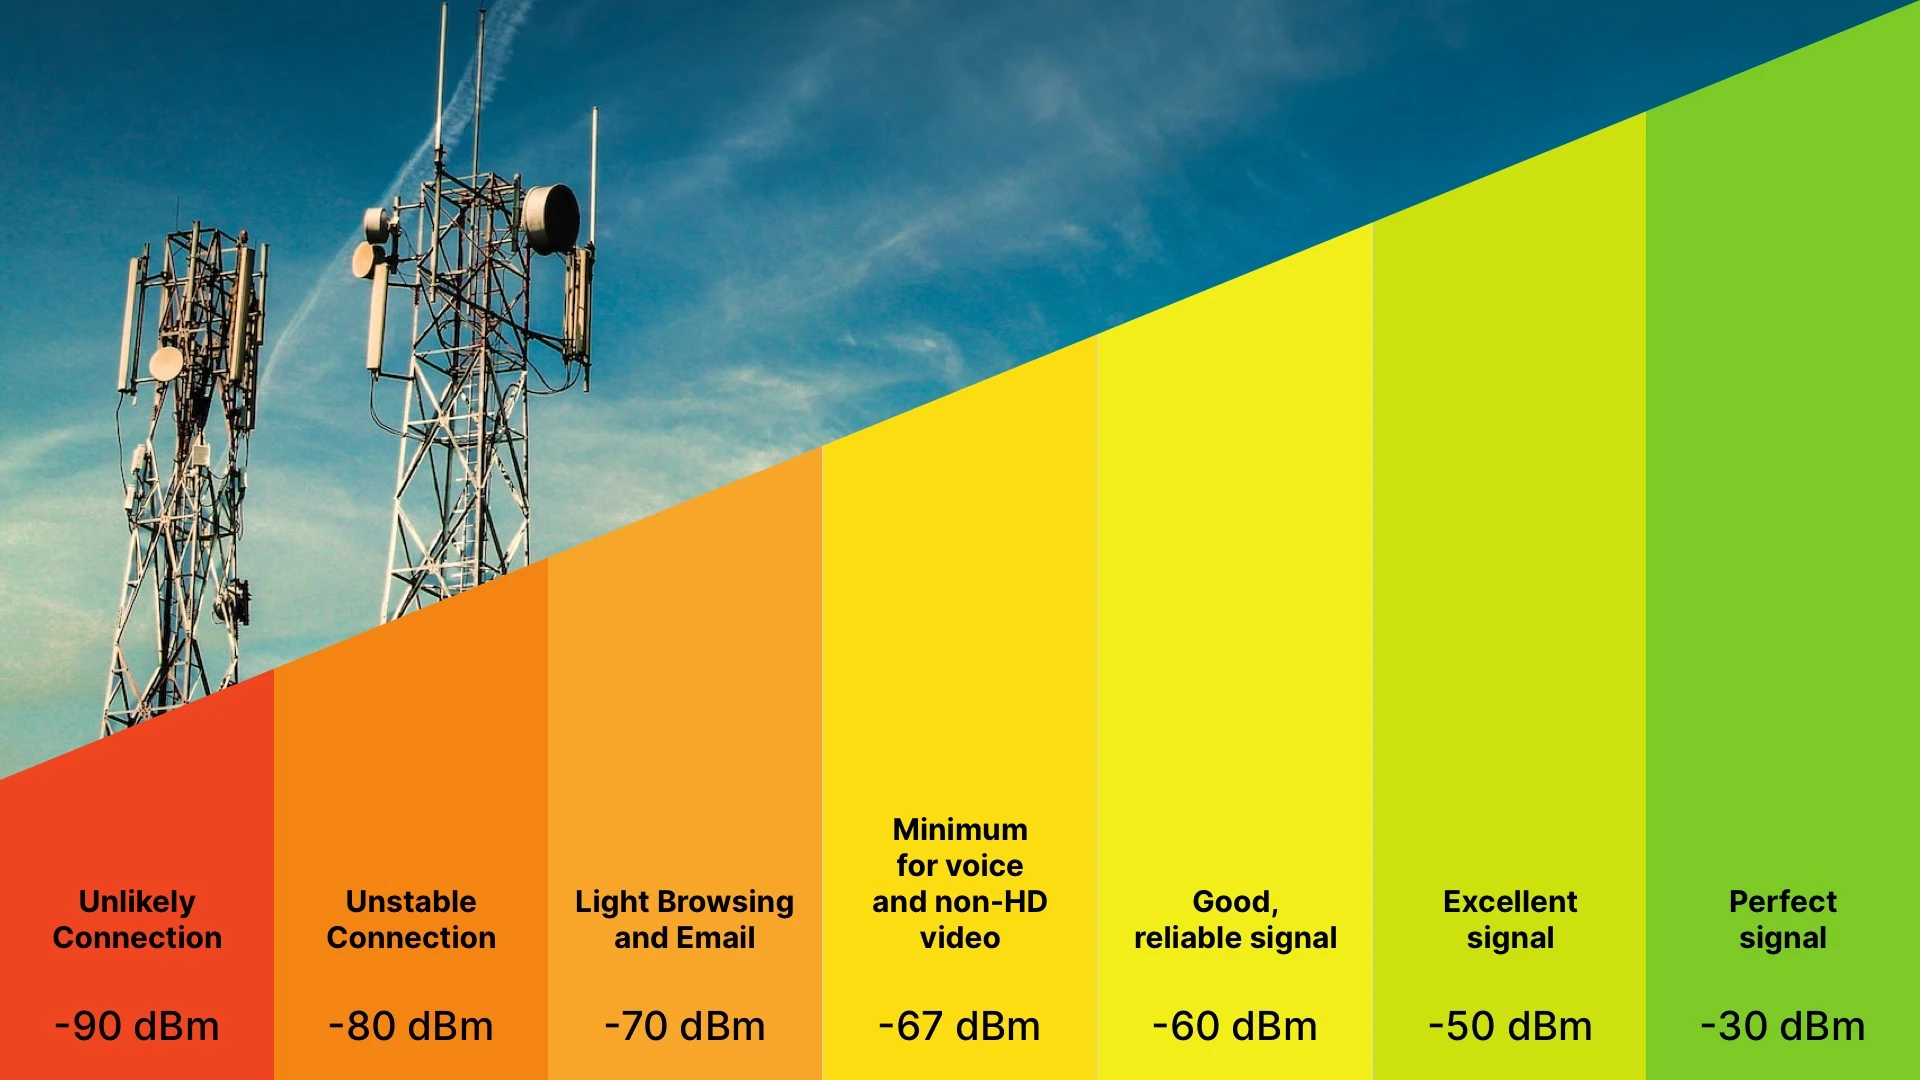 Unlikely
Connection
-90 dBm
Unstable
Connection
-80 dBm
Light Browsing
and Email
-70 dBm
Minimum
for voice
and non-HD
video
-67 dBm
Good,
reliable signal
-60 dBm
Excellent
signal
-50 dBm
Perfect
signal
-30 dBm